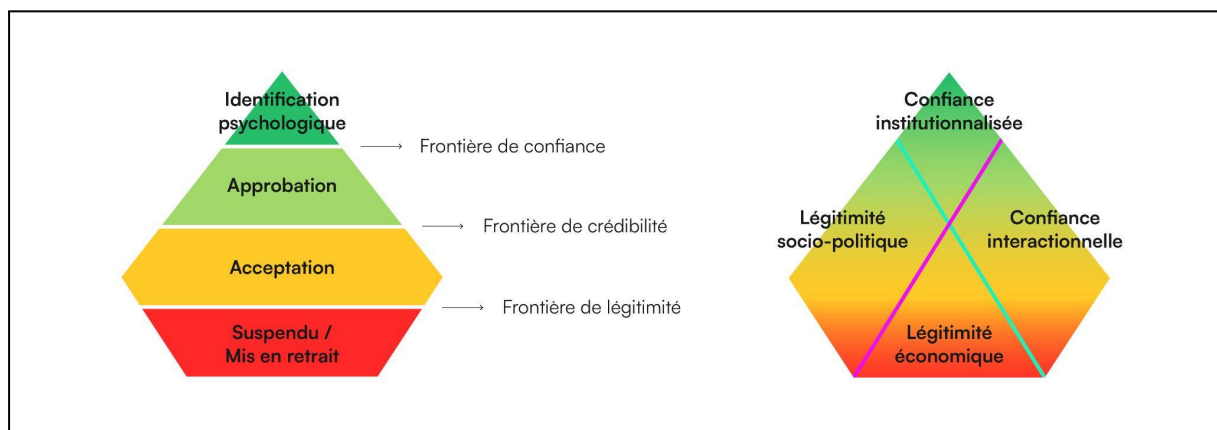 Identification
psychologique
Frontière de confiance
Approbation
Frontière de crédibilité
Acceptation
Frontière de légitimité
Suspendu /
Mis en retrait
Confiance
institutionnalisée
Légitimité
socio-politique
Confiance
interactionnelle
Légitimité
économique